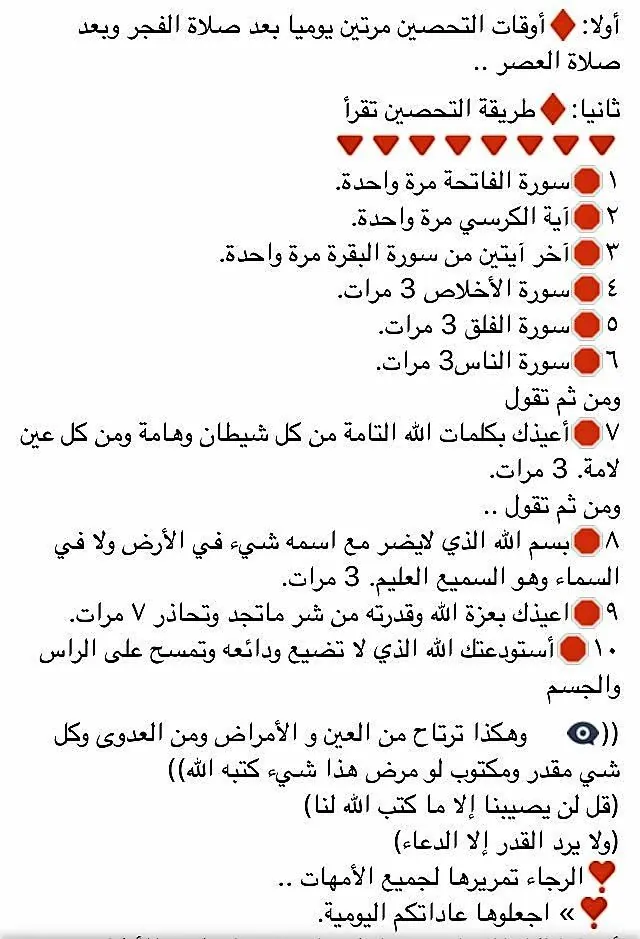 أولا:♦أوقات التحصين مرتين يوميا بعد صلاة الفجر وبعد
صلاة العصر ..
ثانيا:♦طريقة التحصين تقرأ
🔻🔻🔻🔻🔻🔻🔻🔻
١🛑سورة الفاتحة مرة واحدة.
٢🛑آية الكرسي مرة واحدة.
٣🛑آخر آيتين من سورة البقرة مرة واحدة.
٤🛑سورة الأخلاص 3 مرات.
٥🛑سورة الفلق 3 مرات.
٦🛑سورة الناس3 مرات.
ومن ثم تقول
٧🛑أعيذك بكلمات الله التامة من كل شيطان وهامة ومن كل عين
لامة. 3 مرات.
ومن ثم تقول ..
٨🛑بسم الله الذي لايضر مع اسمه شيء في الأرض ولا في
السماء وهو السميع العليم. 3 مرات.
٩🛑اعيذك بعزة الله وقدرته من شر ماتجد وتحاذر ٧ مرات.
١٠🛑أستودعتك الله الذي لا تضيع ودائعه وتمسح على الراس
والجسم
((👁‍🗨 وهكذا ترتاح من العين و الأمراض ومن العدوى وكل
شي مقدر ومكتوب لو مرض هذا شيء كتبه الله))
(قل لن يصيبنا إلا ما كتب الله لنا)
(ولا يرد القدر إلا الدعاء)
❣الرجاء تمريرها لجميع الأمهات ..
❣» اجعلوها عاداتكم اليومية.